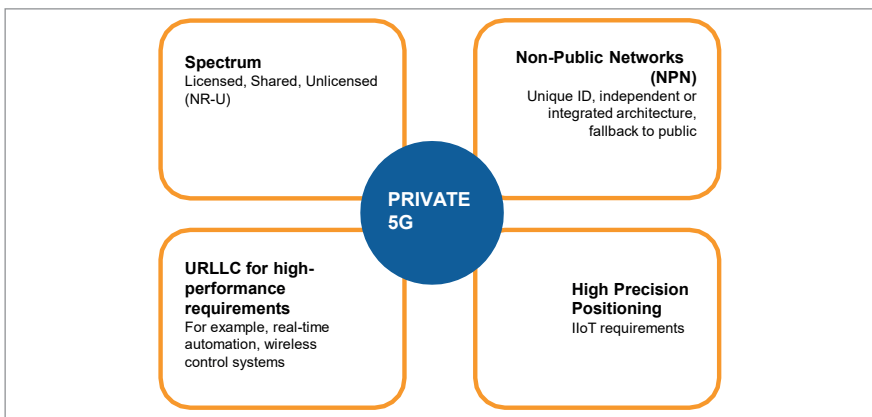 Spectrum
Licensed, Shared, Unlicensed
(NR-U)
Non-Public Networks
(NPN)
Unique ID, independent or
integrated architecture,
fallback to public
PRIVATE
5G
URLLC for high-
performance
requirements
For example, real-time
automation, wireless
control systems
High Precision
Positioning
IIoT requirements